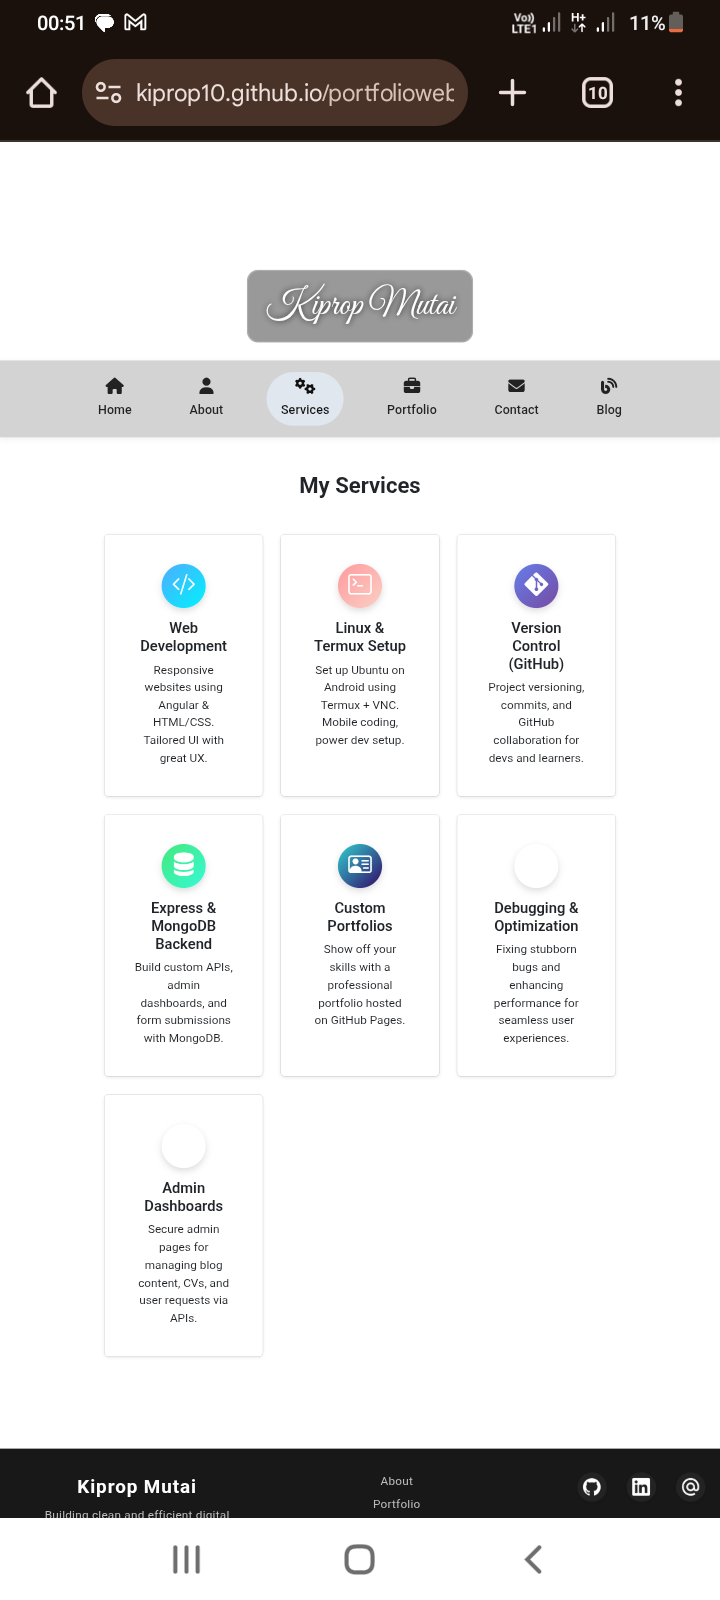 00:51
Vo)) LTE1
H+
11%
kiprop10.github.io/portfolioweb
10
Kiprop Mutai
Home About Services Portfolio Contact Blog
My Services
Web
Development
Responsive
websites using
Angular &
HTML/CSS.
Tailored UI with
great UX.
Linux &
Termux Setup
Set up Ubuntu on
Android using
Termux + VNC.
Mobile coding,
power dev setup.
Version
Control
(GitHub)
Project versioning,
commits, and
GitHub
collaboration for
devs and learners.
Express &
MongoDB
Backend
Build custom APIs,
admin
dashboards, and
form submissions
with MongoDB.
Custom
Portfolios
Show off your
skills with a
professional
portfolio hosted
on GitHub Pages.
Debugging &
Optimization
Fixing stubborn
bugs and
enhancing
performance for
seamless user
experiences.
Admin
Dashboards
Secure admin
pages for
managing blog
content, CVs, and
user requests via
APIs.
Kiprop Mutai
Building clean and efficient digital
About
Portfolio